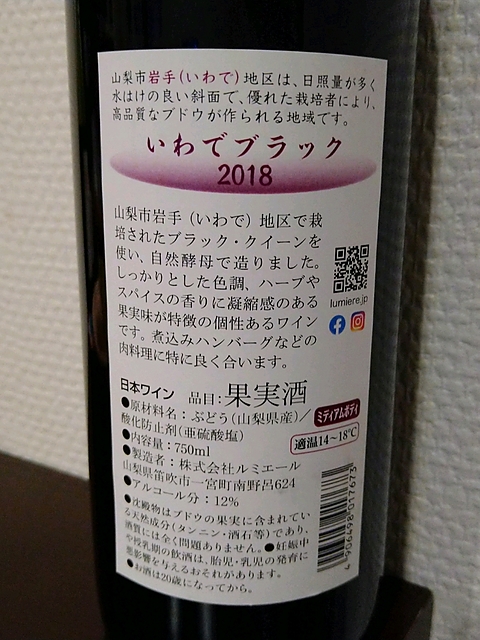 山梨市岩手(いわで)地区は、日照量が多く
水はけの良い斜面で、優れた栽培者により、
高品質なブドウが作られる地域です。
いわでブラック
2018
山梨市岩手(いわで)地区で栽
培されたブラック・クイーンを
使い、自然酵母で造りました。
しっかりとした色調、ハーブや
スパイスの香りに凝縮感のある
果実味が特徴の個性あるワイン
です。煮込みハンバーグなどの
肉料理に特に良く合います。
lumiere.jp
日本ワイン 品目:果実酒
●原材料名:ぶどう(山梨県産)/
酸化防止剤(亜硫酸塩)
●内容量:750ml
●製造者:株式会社ルミエール
山梨県笛吹市一宮町南野呂624
●アルコール分:12%
ミディアムボディ
適温14~18℃
●沈殿物はブドウの果実に含まれてい
る天然成分(タンニン・酒石等)であり、
消費には全く問題ありません。●妊娠中
や授乳期の飲酒は、胎児・乳児の発育に
悪影響を与えるおそれがあります。
●お酒は20歳になってから。
4 906498 017673